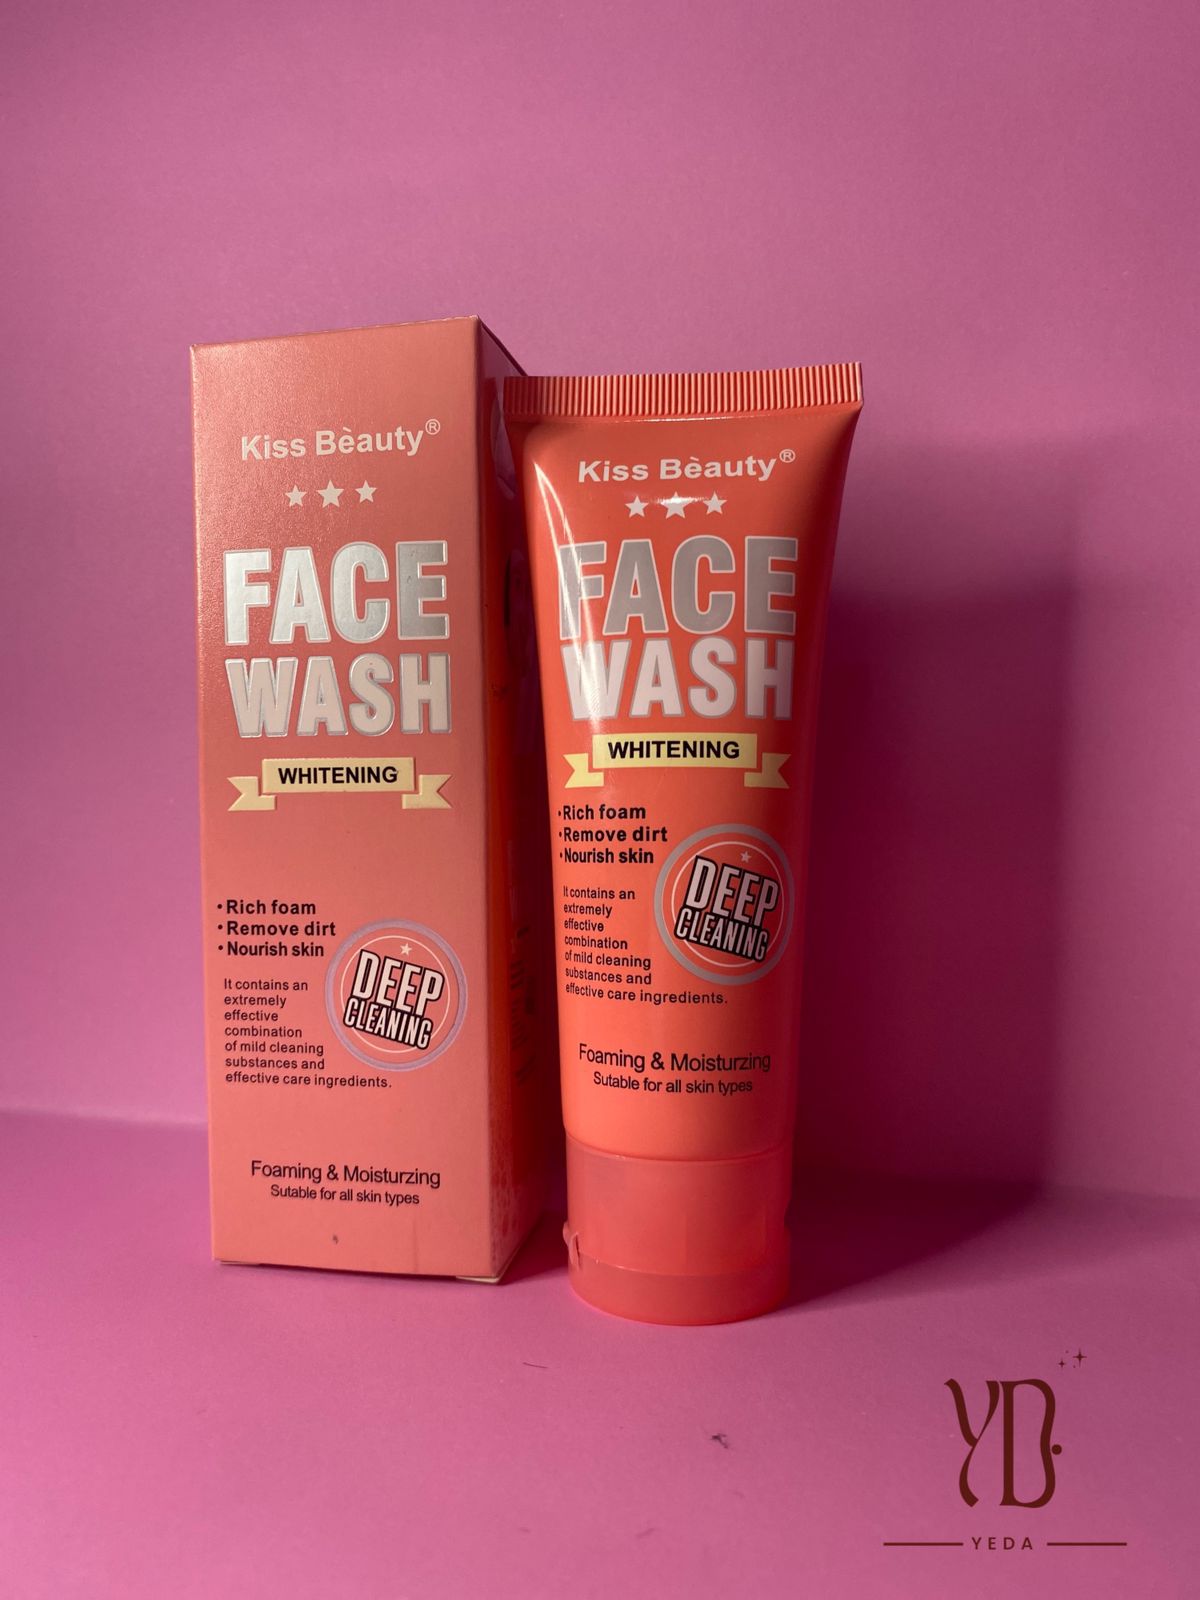 Kiss Bèauty®
FACE
WASH
WHITENING
•Rich foam
•Remove dirt
•Nourish skin
It contains an
extremely
effective
combination
of mild cleaning
substances and
effective care ingredients.
DEEP
CLEANING
Foaming & Moisturzing
Sutable for all skin types
Kiss Bèauty®
FACE
WASH
WHITENING
•Rich foam
•Remove dirt
•Nourish skin
It contains an
extremely
effective
combination
of mild cleaning
substances and
effective care ingredients.
DEEP
CLEANING
Foaming & Moisturzing
Sutable for all skin types
YD
YEDA